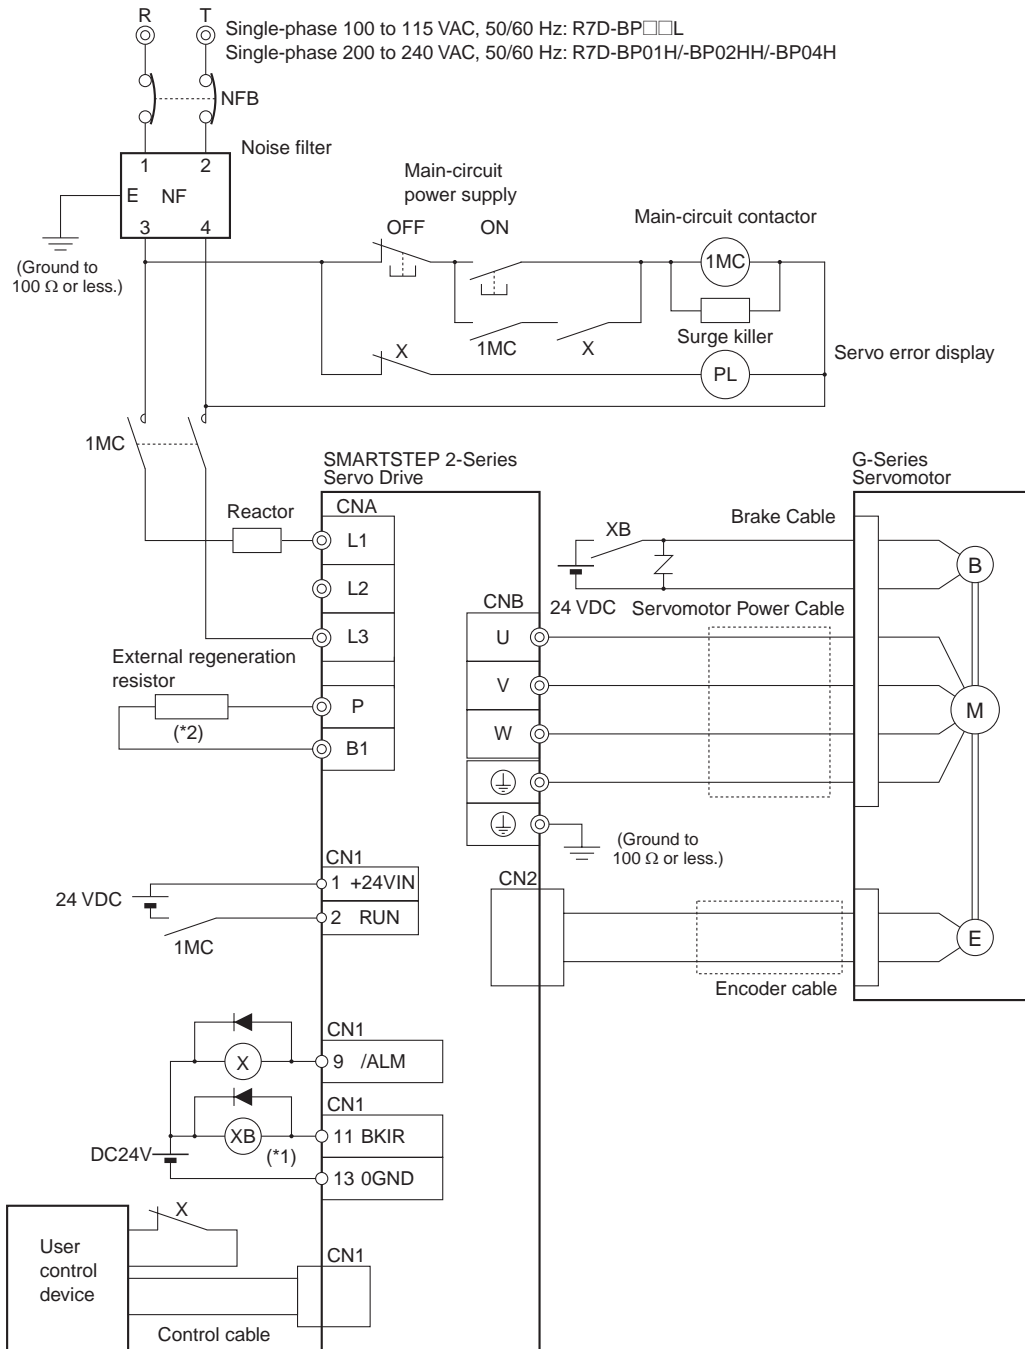 R T
Single-phase 100 to 115 VAC, 50/60 Hz: R7D-BP□□L
Single-phase 200 to 240 VAC, 50/60 Hz: R7D-BP01H/-BP02HH/-BP04H
NFB
Noise filter
1 2
E NF
3 4
(Ground to
100 Ω or less.)
Main-circuit
power supply
OFF ON
Main-circuit contactor
1MC
Surge killer
1MC X
X
PL
Servo error display
1MC
SMARTSTEP 2-Series
Servo Drive
G-Series
Servomotor
CNA
Reactor
L1
L2
L3
External regeneration
resistor
(*2)
P
B1
XB
Brake Cable
B
24 VDC
Servomotor Power Cable
CNB
U
V
W
M
(Ground to
100 Ω or less.)
CN1
24 VDC
1 +24VIN
2 RUN
1MC
CN2
E
Encoder cable
CN1
X
9 /ALM
CN1
XB
(*1)
11 BKIR
DC24V
13 0GND
X
User
control
device
CN1
Control cable